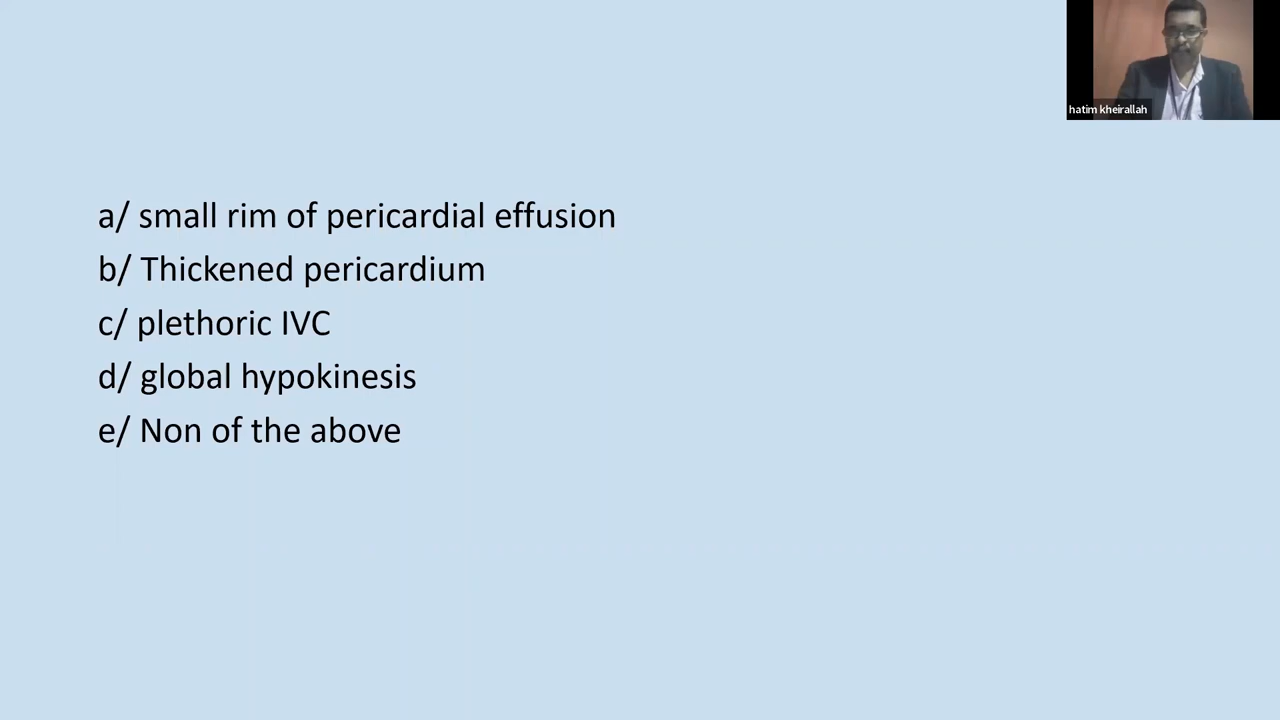 hatim kheirallah
a/ small rim of pericardial effusion
b/ Thickened pericardium
c/ plethoric IVC
d/ global hypokinesis
e/ Non of the above